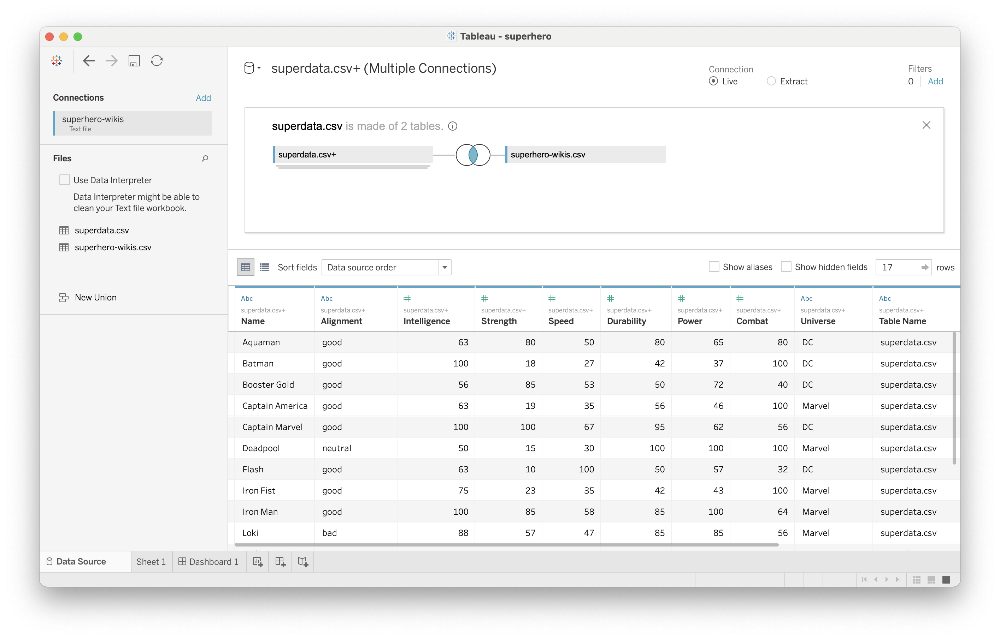 Tableau - superhero
superdata.csv+ (Multiple Connections)
Connection
Live
Extract
Filters
0
Add
Connections
Add
superhero-wikis
Text file
superdata.csv is made of 2 tables.
superdata.csv+
superhero-wikis.csv
Files
Use Data Interpreter
Data Interpreter might be able to
clean your Text file workbook.
superdata.csv
superhero-wikis.csv
New Union
Sort fields
Data source order
Show aliases
Show hidden fields
17
rows
Abc Abc # # # # # # Abc Abc
superdata.csv+ superdata.csv+ superdata.csv+ superdata.csv+ superdata.csv+ superdata.csv+ superdata.csv+ superdata.csv+ superdata.csv+ superdata.csv+
Name Alignment Intelligence Strength Speed Durability Power Combat Universe Table Name
Aquaman good 63 80 50 80 65 80 DC superdata.csv
Batman good 100 18 27 42 37 100 DC superdata.csv
Booster Gold good 56 85 53 50 72 40 DC superdata.csv
Captain America good 63 19 35 56 46 100 Marvel superdata.csv
Captain Marvel good 100 100 67 95 62 56 DC superdata.csv
Deadpool neutral 50 15 30 100 100 100 Marvel superdata.csv
Flash good 63 10 100 50 57 32 DC superdata.csv
Iron Fist good 75 23 35 42 43 100 Marvel superdata.csv
Iron Man good 100 85 58 85 100 64 Marvel superdata.csv
Loki bad 88 57 47 85 85 56 Marvel superdata.csv
Data Source
Sheet 1
Dashboard 1